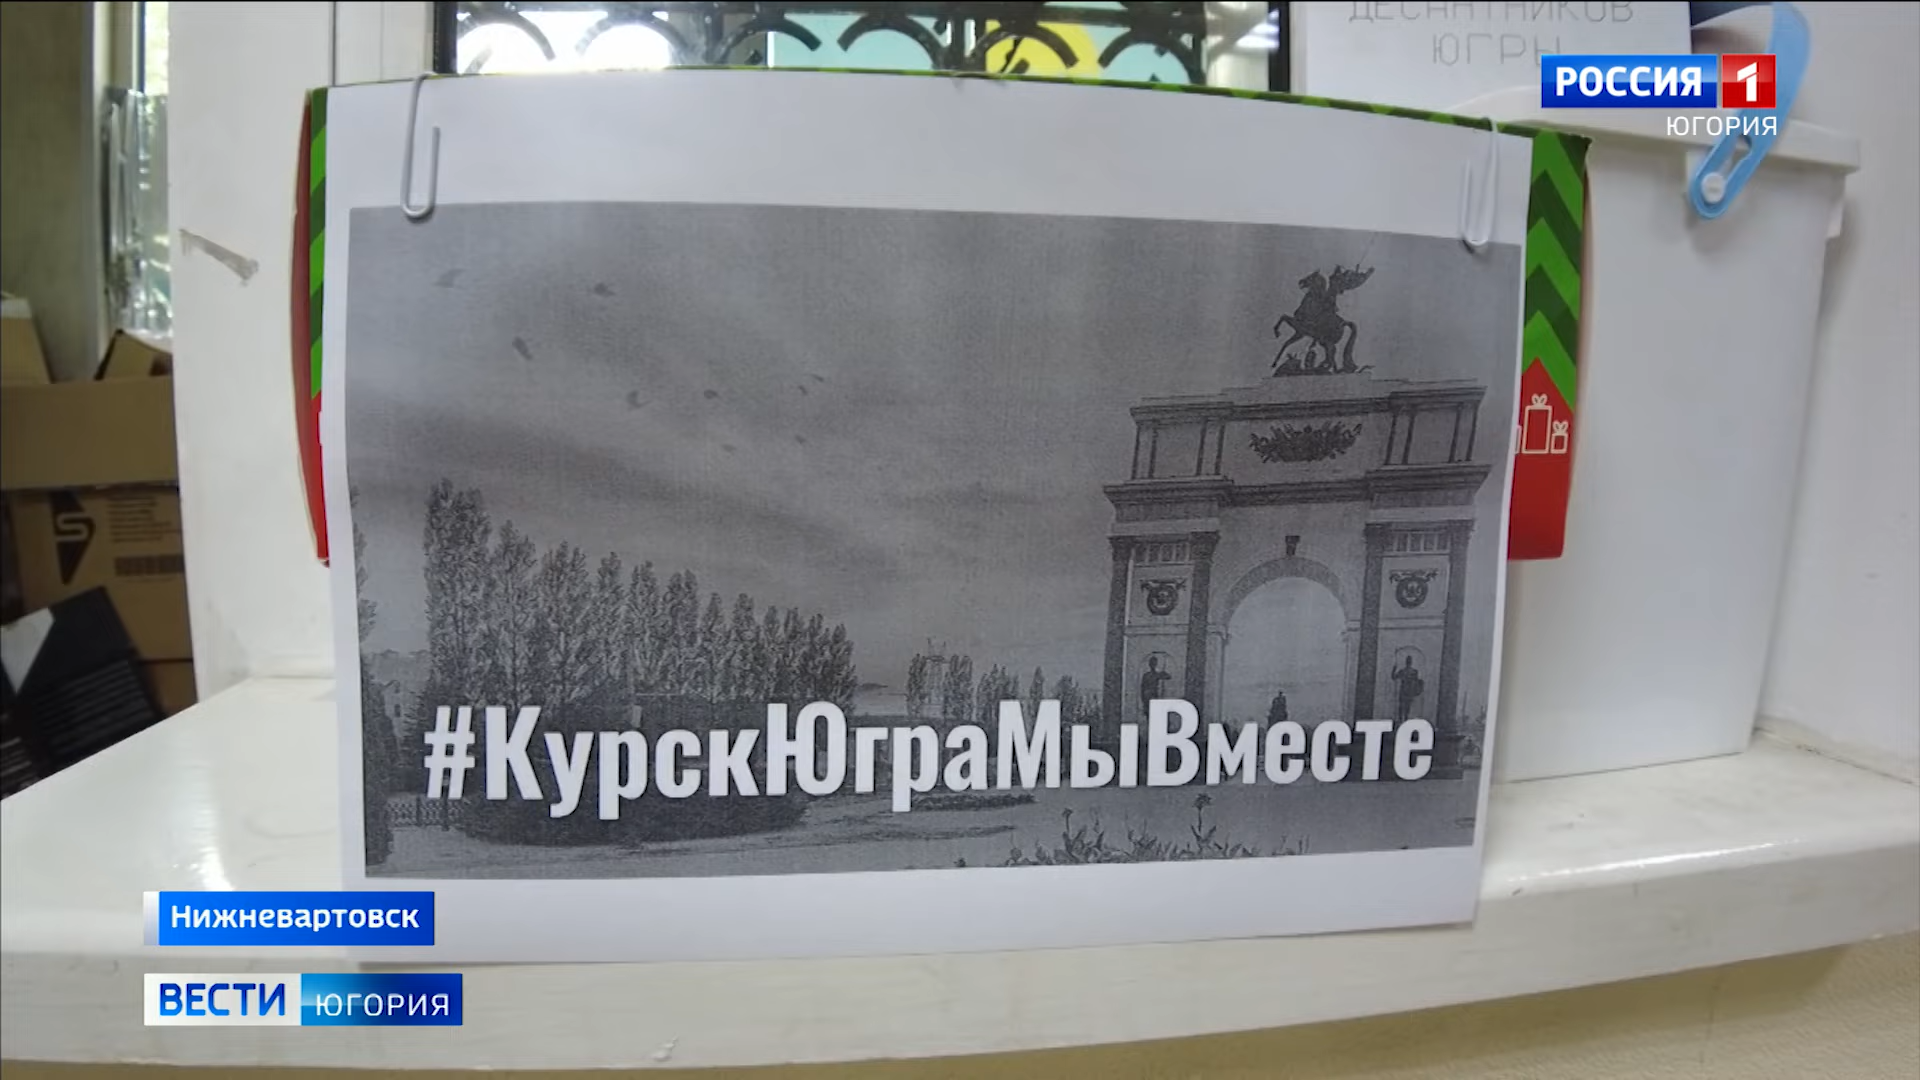 ДЕСАНТНИКОВ
ЮГРЫ
РОССИЯ 1
ЮГОРИЯ
#КурскЮграМыВместе
Нижневартовск
ВЕСТИ ЮГОРИЯ